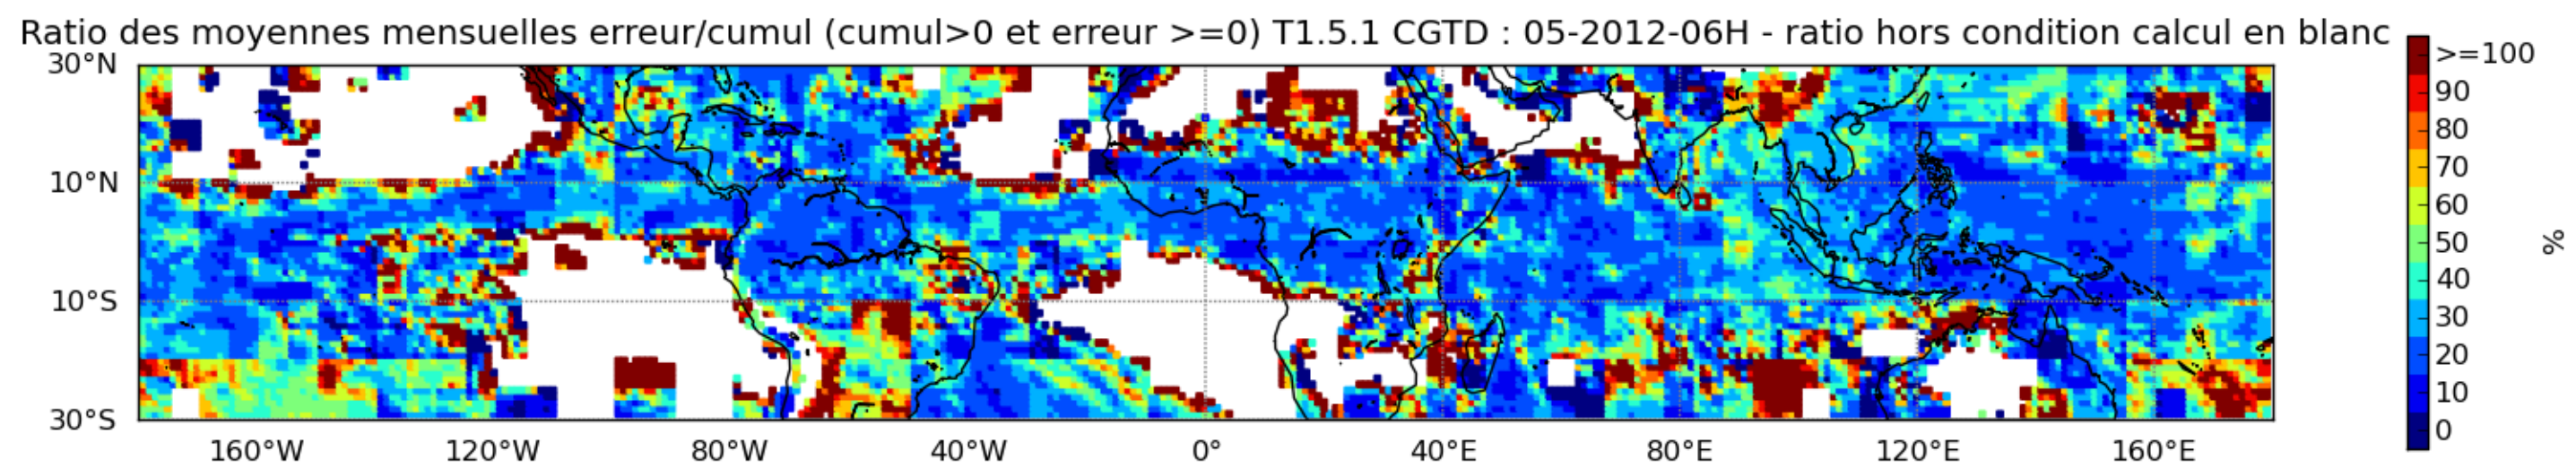 Ratio des moyennes mensuelles erreur/cumul (cumul>0 et erreur >=0) T1.5.1 CGTD : 05-2012-06H - ratio hors condition calcul en blanc
30°N
10°N
10°S
30°S
160°W 120°W 80°W 40°W 0° 40°E 80°E 120°E 160°E
>=100
90
80
70
60
50
40
30
20
10
0
%